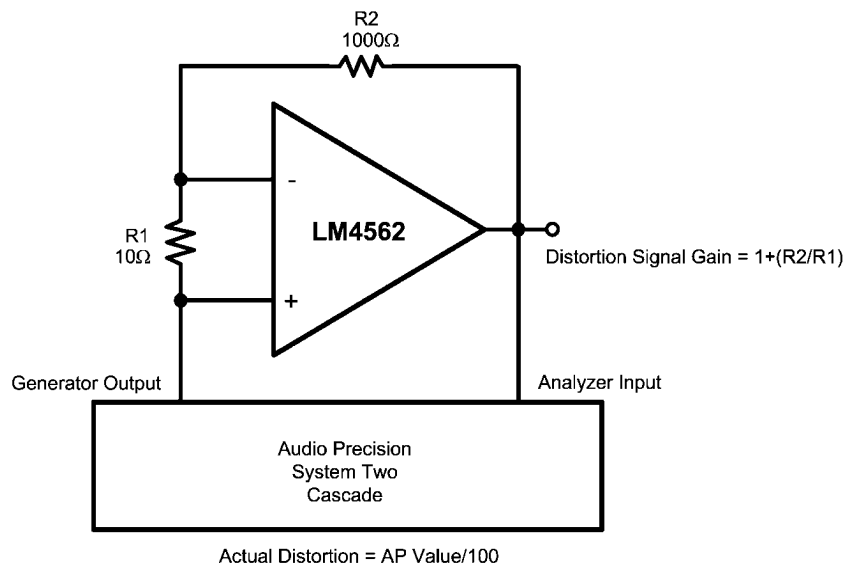 R2
1000Ω
-
LM4562
R1
10Ω
+
Distortion Signal Gain = 1+(R2/R1)
Generator Output
Analyzer Input
Audio Precision
System Two
Cascade
Actual Distortion = AP Value/100